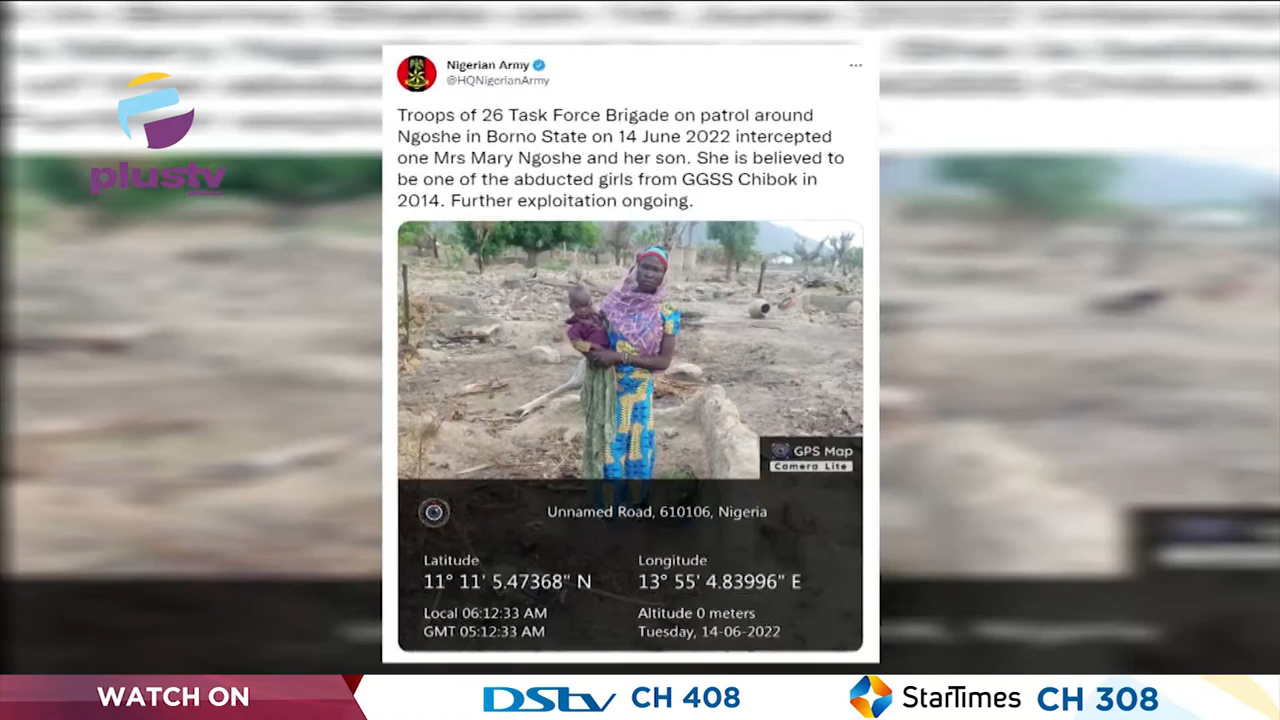 plustv
Nigerian Army
@HQNigerianArmy
Troops of 26 Task Force Brigade on patrol around
Ngoshe in Borno State on 14 June 2022 intercepted
one Mrs Mary Ngoshe and her son. She is believed to
be one of the abducted girls from GGSS Chibok in
2014. Further exploitation ongoing.
GPS Map
Camera Lite
Unnamed Road, 610106, Nigeria
Latitude
11° 11' 5.47368" N
Local 06:12:33 AM
GMT 05:12:33 AM
Longitude
13° 55' 4.83996" E
Altitude 0 meters
Tuesday, 14-06-2022
WATCH ON
DStv CH 408
StarTimes CH 308